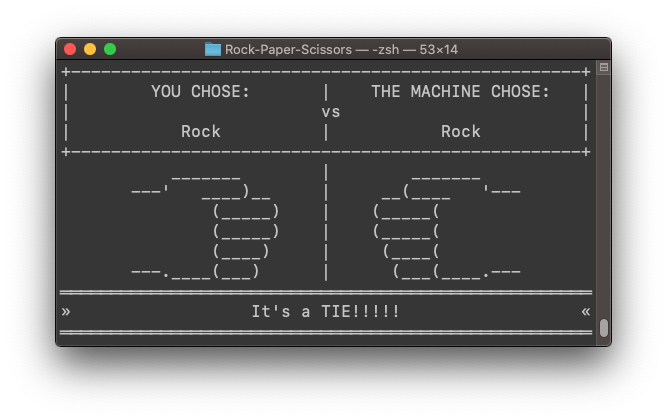 Rock-Paper-Scissors — -zsh — 53×14
YOU CHOSE: | THE MACHINE CHOSE:
vs
Rock | Rock
» It's a TIE!!!!! «